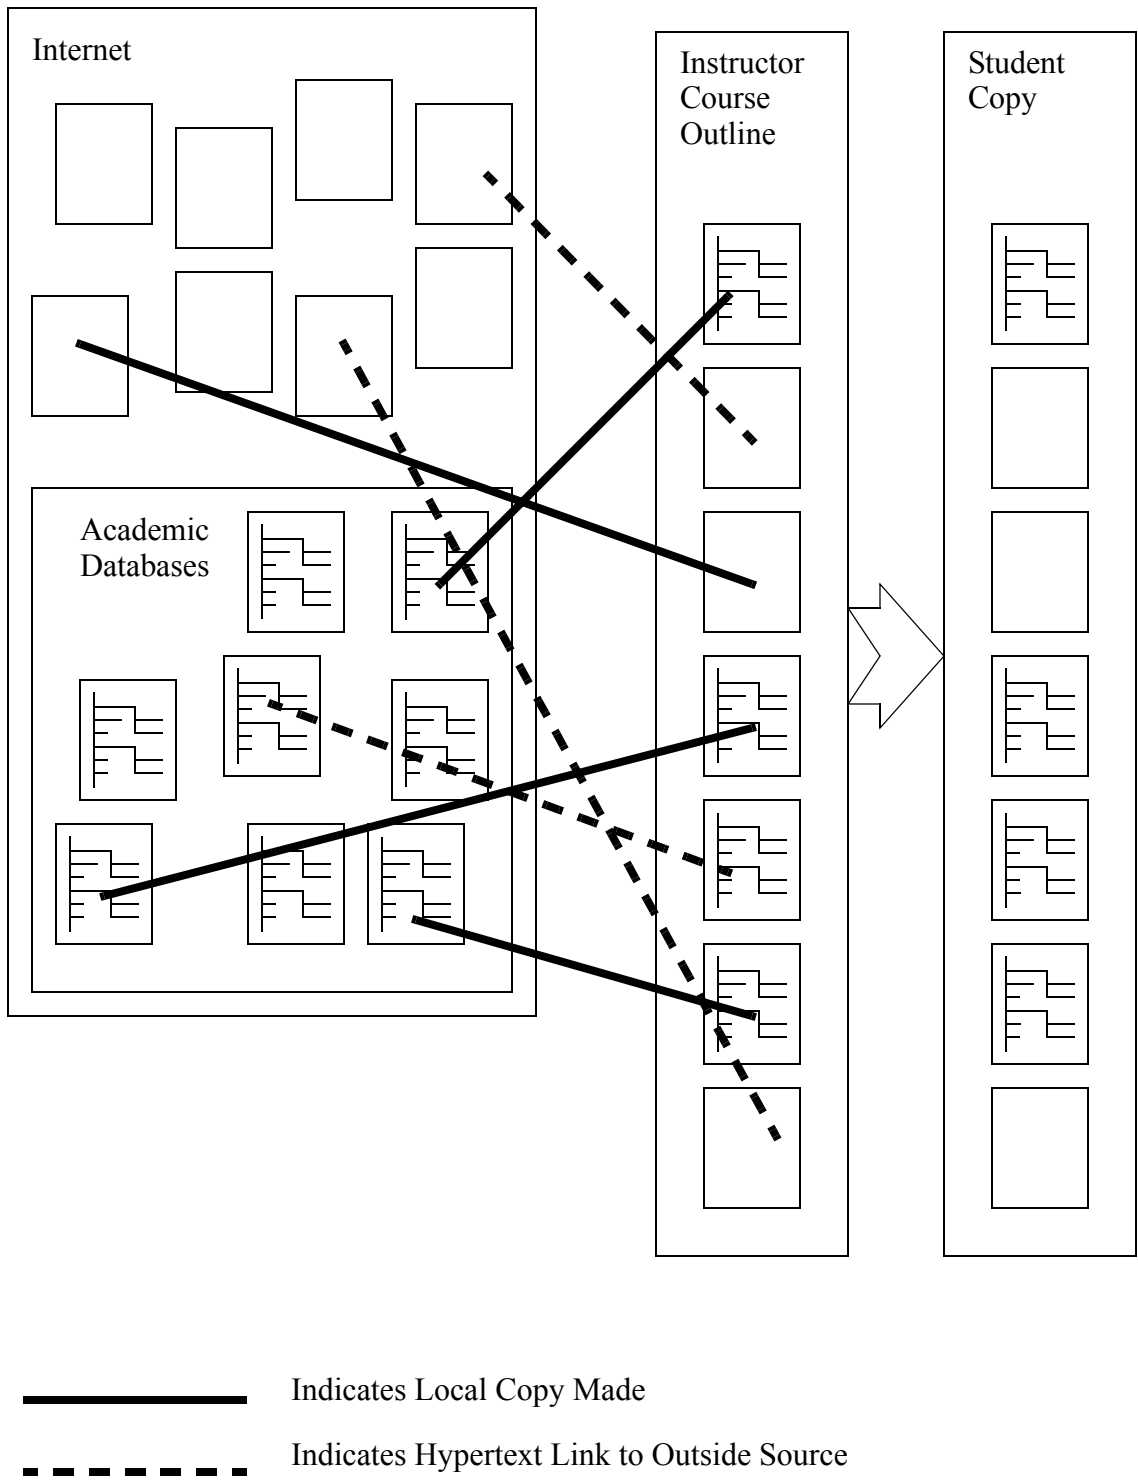 Internet
Instructor
Course
Outline
Student
Copy
Academic
Databases
Indicates Local Copy Made
Indicates Hypertext Link to Outside Source